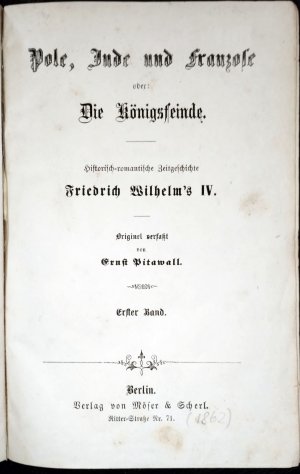 Pole, Jude und Franzose
oder:
Die Königsfeinde.
Historisch-romantische Zeitgeschichte
Friedrich Wilhelm's IV.
Originel verfaßt
von
Ernst Pitawall.
Erster Band.
Berlin.
Verlag von Möser & Scherl.
Ritter-Straße Nr. 71.
(1862)